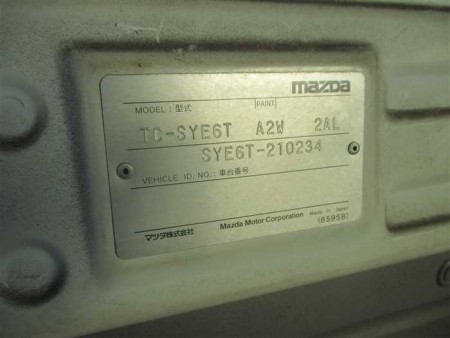 mazda
MODEL : 型式 PAINT
TC-SYE6T A2W 2AL
SYE6T-210234
VEHICLE ID. NO. : 車台番号
マツダ株式会社 Mazda Motor Corporation Made in Japan
(8595B)